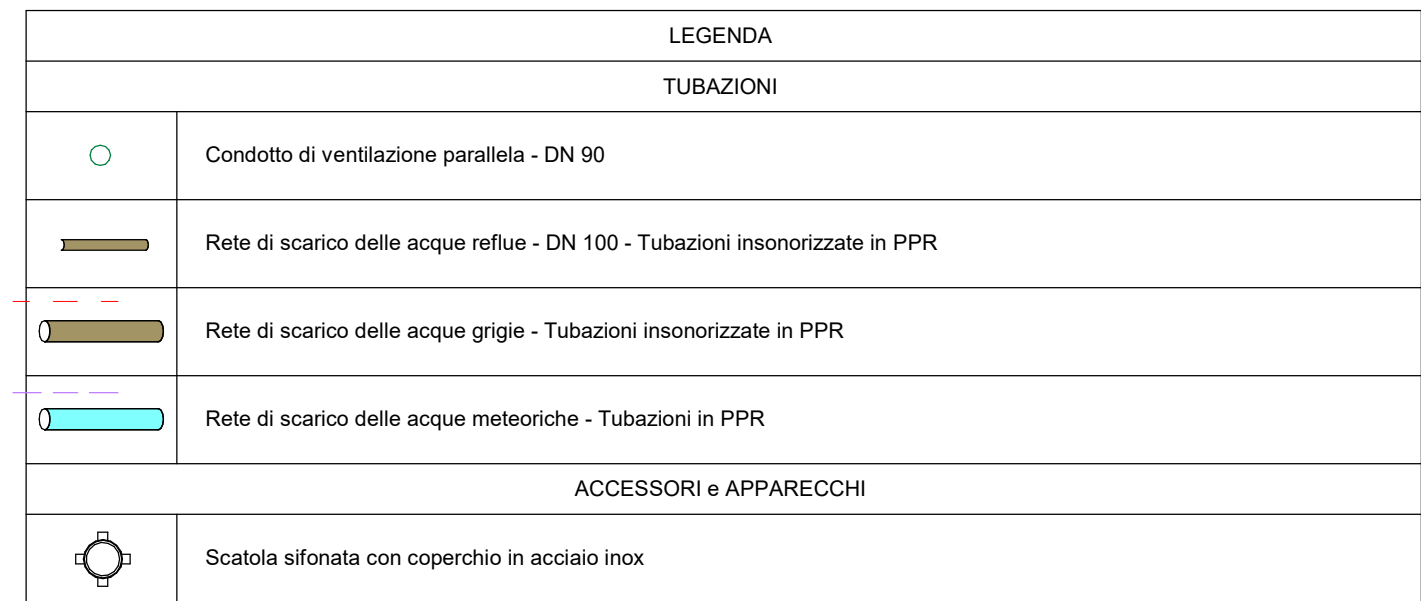 LEGENDA
TUBAZIONI
Condotto di ventilazione parallela - DN 90
Rete di scarico delle acque reflue - DN 100 - Tubazioni insonorizzate in PPR
Rete di scarico delle acque grigie - Tubazioni insonorizzate in PPR
Rete di scarico delle acque meteoriche - Tubazioni in PPR
ACCESSORI e APPARECCHI
Scatola sifonata con coperchio in acciaio inox